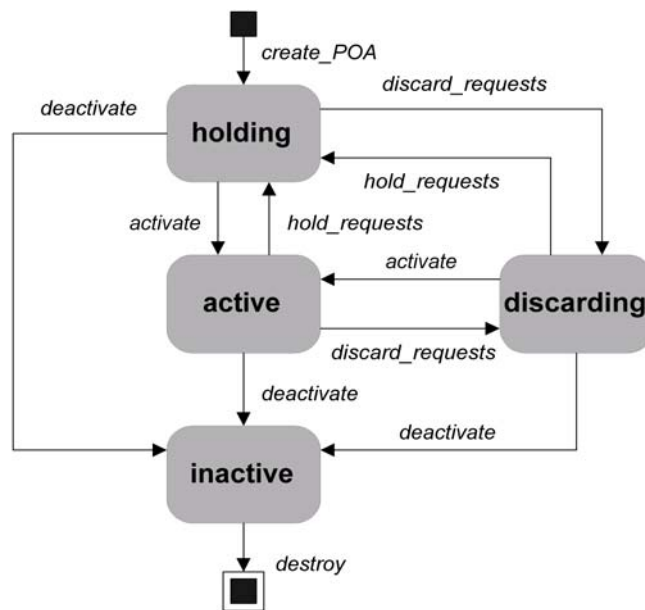 create_POA
discard_requests
deactivate
holding
hold_requests
activate
hold_requests
activate
active
discarding
discard_requests
deactivate
deactivate
inactive
destroy